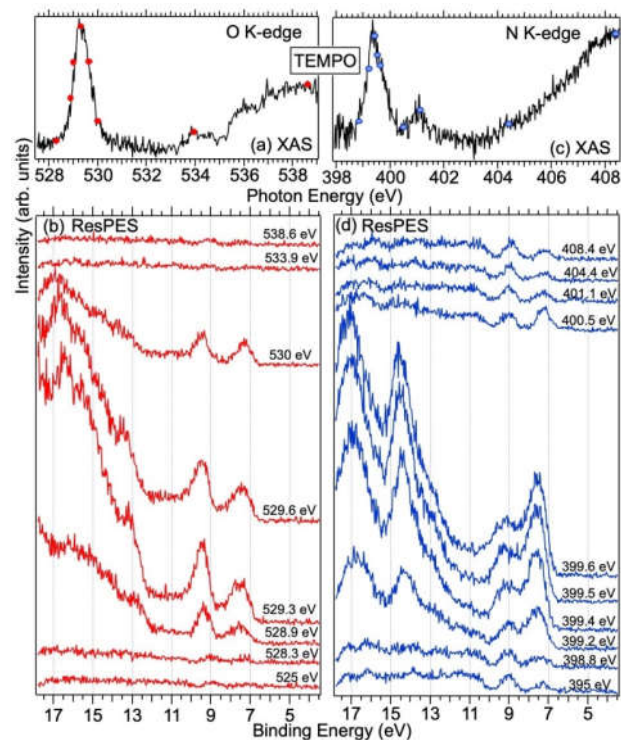 O K-edge
N K-edge
TEMPO
(a) XAS
(c) XAS
528 530 532 534 536 538
398 400 402 404 406 408
Photon Energy (eV)
Intensity (arb. units)
(b) ResPES
538.6 eV
533.9 eV
530 eV
529.6 eV
529.3 eV
528.9 eV
528.3 eV
525 eV
17 15 13 11 9 7 5
(d) ResPES
408.4 eV
404.4 eV
401.1 eV
400.5 eV
399.6 eV
399.5 eV
399.4 eV
399.2 eV
398.8 eV
395 eV
17 15 13 11 9 7 5
Binding Energy (eV)